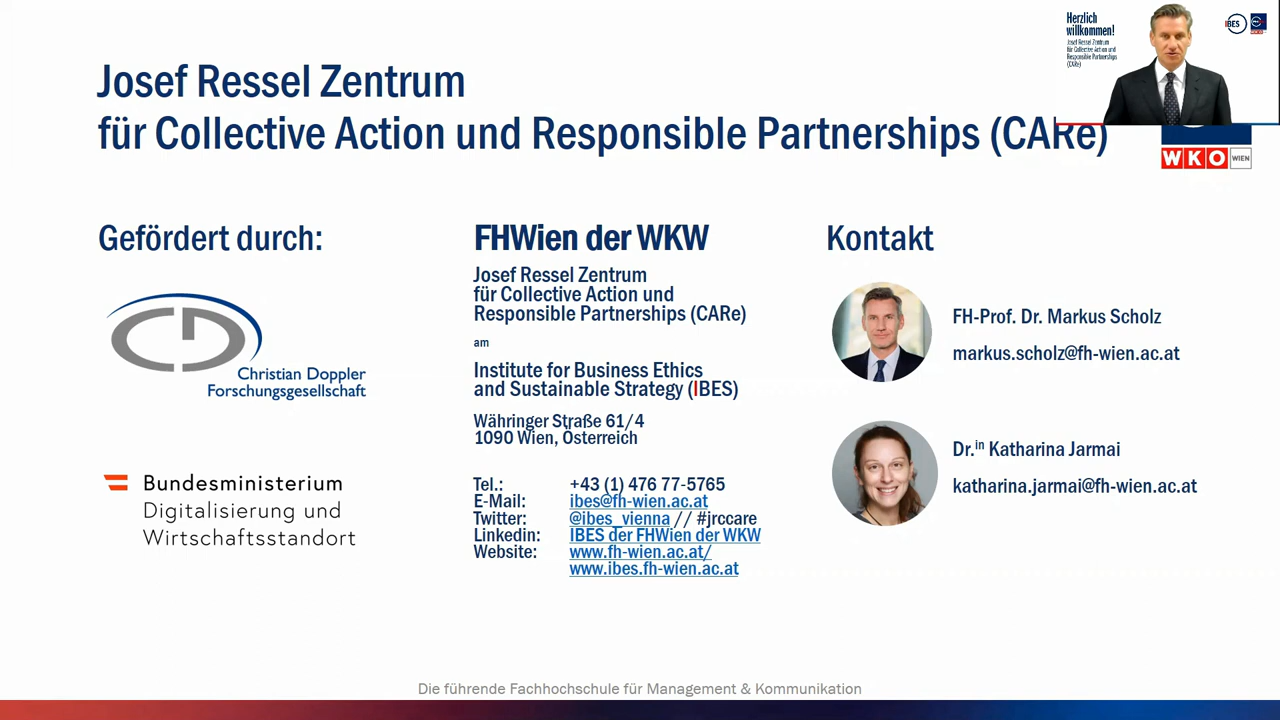 Herzlich
willkommen!
Josef Ressel Zentrum
für Collective Action und
Responsible Partnerships
(CARe)
IBES
Josef Ressel Zentrum
für Collective Action und Responsible Partnerships (CARe)
WKO WIEN
Gefördert durch:
Christian Doppler
Forschungsgesellschaft
Bundesministerium
Digitalisierung und
Wirtschaftsstandort
FHWien der WKW
Josef Ressel Zentrum
für Collective Action und
Responsible Partnerships (CARe)
am
Institute for Business Ethics
and Sustainable Strategy (IBES)
Währinger Straße 61/4
1090 Wien, Österreich
Tel.: +43 (1) 476 77-5765
E-Mail: ibes@fh-wien.ac.at
Twitter: @ibes_vienna // #jrccare
Linkedin: IBES der FHWien der WKW
Website: www.fh-wien.ac.at/
www.ibes.fh-wien.ac.at
Kontakt
FH-Prof. Dr. Markus Scholz
markus.scholz@fh-wien.ac.at
Dr.in Katharina Jarmai
katharina.jarmai@fh-wien.ac.at
Die führende Fachhochschule für Management & Kommunikation